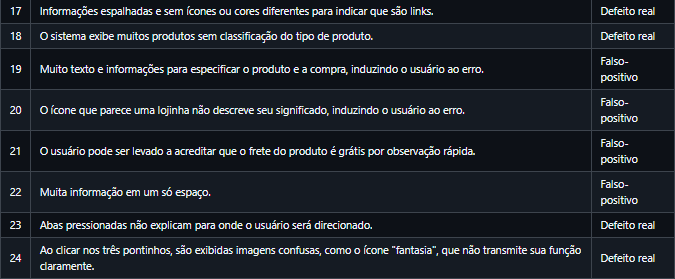 17 Informações espalhadas e sem ícones ou cores diferentes para indicar que são links. Defeito real
18 O sistema exibe muitos produtos sem classificação do tipo de produto. Defeito real
19 Muito texto e informações para especificar o produto e a compra, induzindo o usuário ao erro. Falso-
positivo
20 O ícone que parece uma lojinha não descreve seu significado, induzindo o usuário ao erro. Falso-
positivo
21 O usuário pode ser levado a acreditar que o frete do produto é grátis por observação rápida. Falso-
positivo
22 Muita informação em um só espaço. Falso-
positivo
23 Abas pressionadas não explicam para onde o usuário será direcionado. Defeito real
24 Ao clicar nos três pontinhos, são exibidas imagens confusas, como o ícone "fantasia", que não transmite sua função Defeito real
claramente.